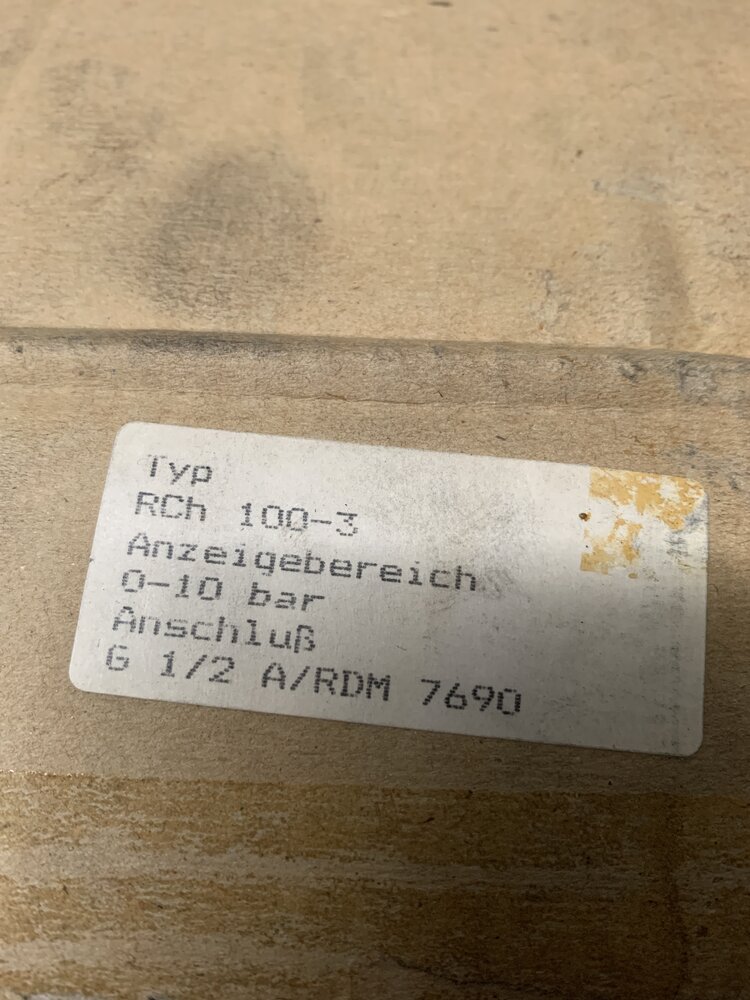 Typ
RCh 100-3
Anzeigebereich
0-10 bar
Anschluß
G 1/2 A/RDM 7690